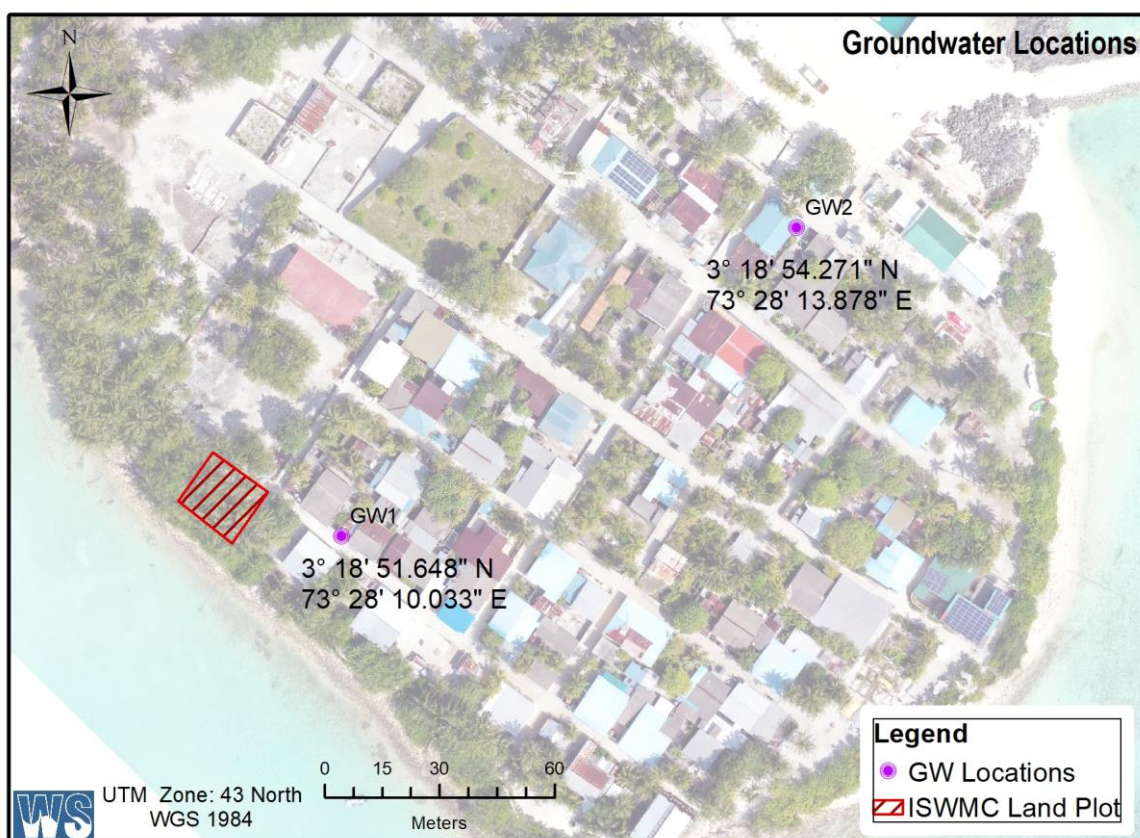 Groundwater Locations
N
GW2
3° 18' 54.271" N
73° 28' 13.878" E
GW1
3° 18' 51.648" N
73° 28' 10.033" E
0 15 30 60
Meters
UTM Zone: 43 North
WGS 1984
WS
Legend
GW Locations
ISWMC Land Plot